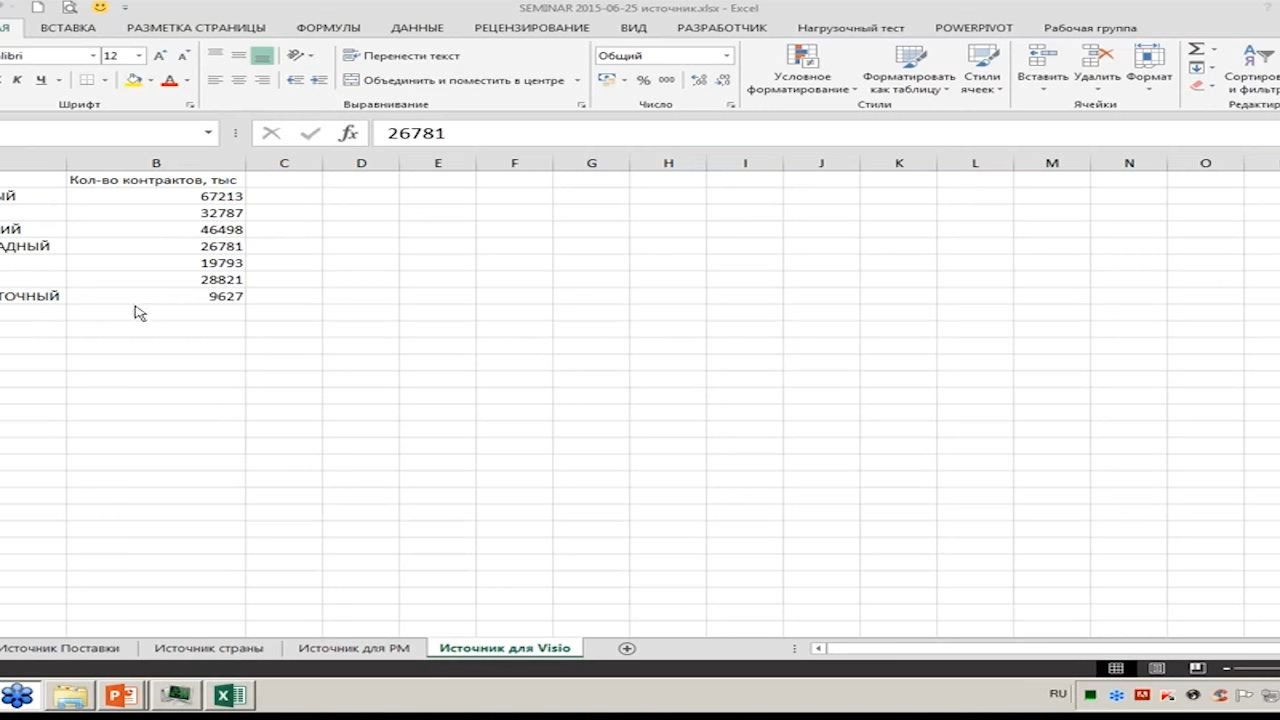 SEMINAR 2015-06-25 источник.xlsx - Excel
АЯ ВСТАВКА РАЗМЕТКА СТРАНИЦЫ ФОРМУЛЫ ДАННЫЕ РЕЦЕНЗИРОВАНИЕ ВИД РАЗРАБОТЧИК Нагрузочный тест POWERPIVOT Рабочая группа
libri 12 Перенести текст Общий
К Ч Объединить и поместить в центре % 000
Условное форматирование
Форматировать как таблицу
Стили ячеек
Вставить Удалить Формат
Сортиров
и фильтр
Шрифт Выравнивание Число Стили Ячейки Редактир
fx 26781
B C D E F G H I J K L M N O
Кол-во контрактов, тыс
ЫЙ 67213
32787
ИЙ 46498
АДНЫЙ 26781
19793
28821
ТОЧНЫЙ 9627
Источник Поставки Источник страны Источник для PM Источник для Visio
RU